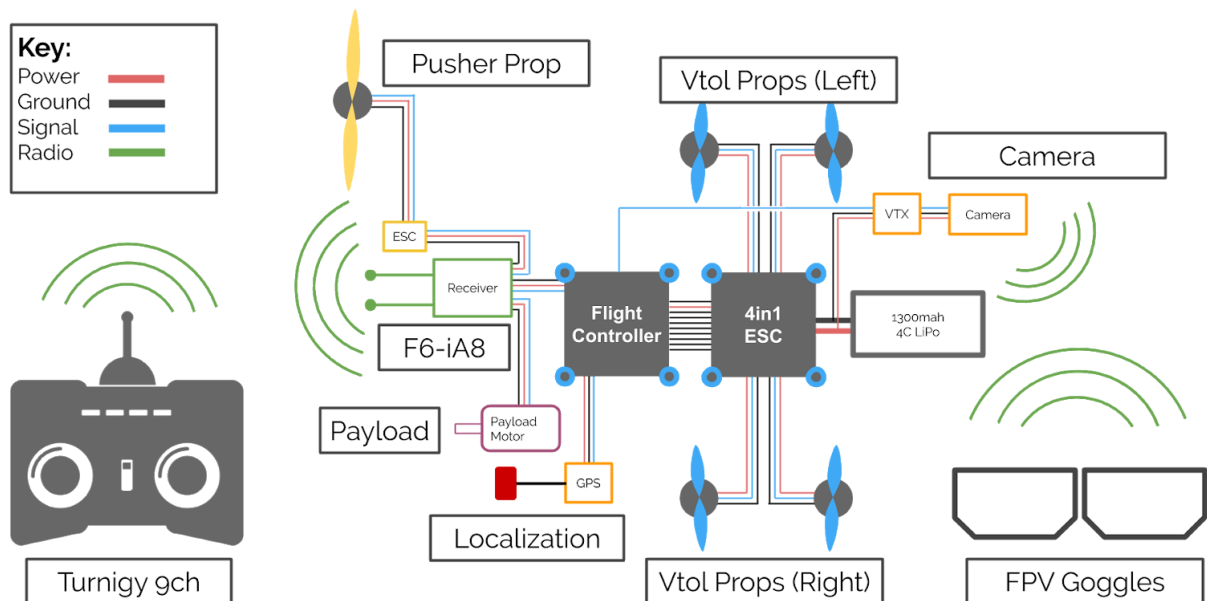 Key:
Power
Ground
Signal
Radio
Pusher Prop
Vtol Props (Left)
Camera
ESC
VTX
Camera
Receiver
Flight
Controller
4in1
ESC
1300mah
4C LiPo
F6-iA8
Payload
Payload
Motor
GPS
Localization
Turnigy 9ch
Vtol Props (Right)
FPV Goggles